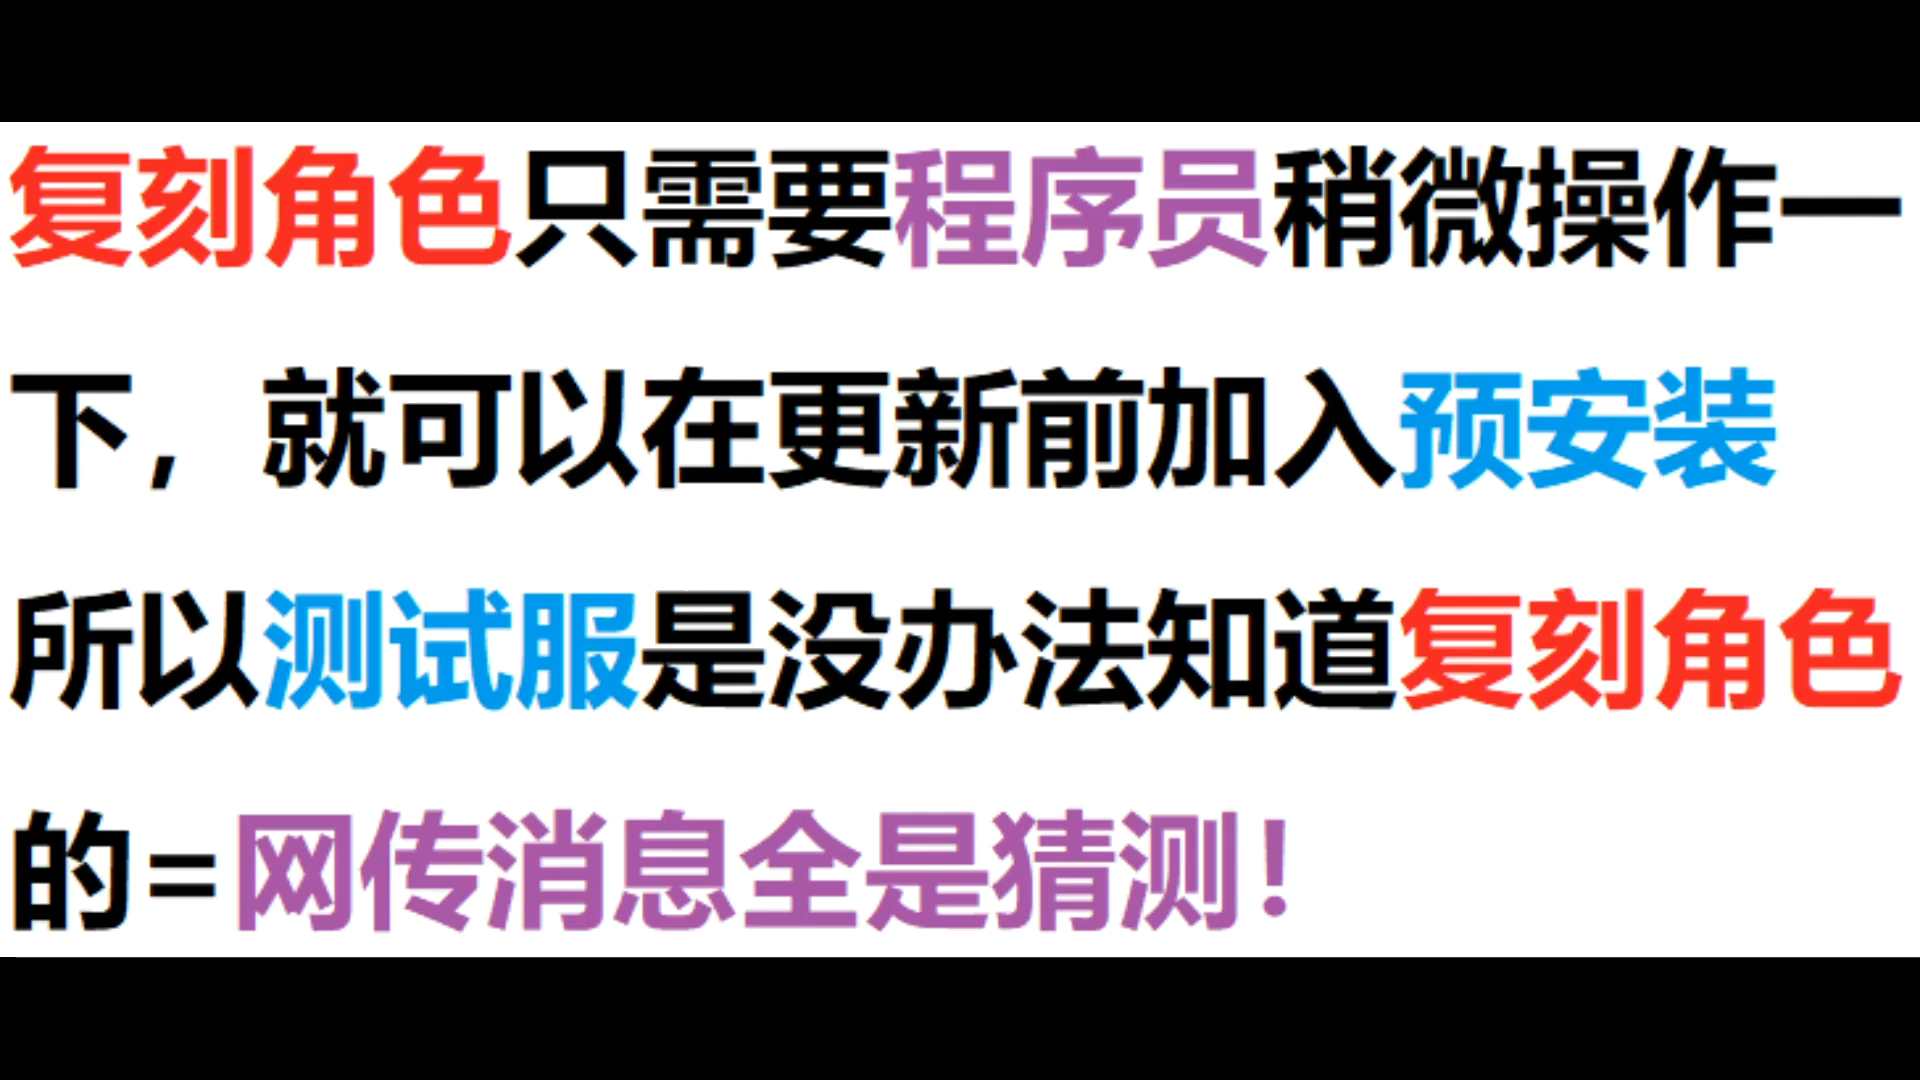 复刻角色只需要程序员稍微操作一
下，就可以在更新前加入预安装
所以测试服是没办法知道复刻角色
的=网传消息全是猜测！